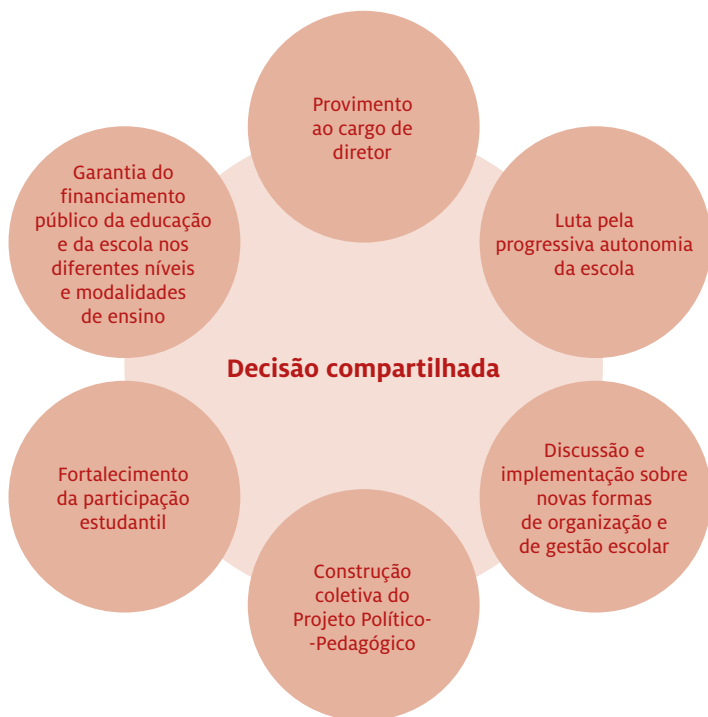 Provimento
ao cargo de
diretor
Garantia do
financiamento
público da educação
e da escola nos
diferentes níveis
e modalidades
de ensino
Luta pela
progressiva autonomia
da escola
Decisão compartilhada
Fortalecimento
da participação
estudantil
Discussão e
implementação sobre
novas formas
de organização e
de gestão escolar
Construção
coletiva do
Projeto Político-
-Pedagógico